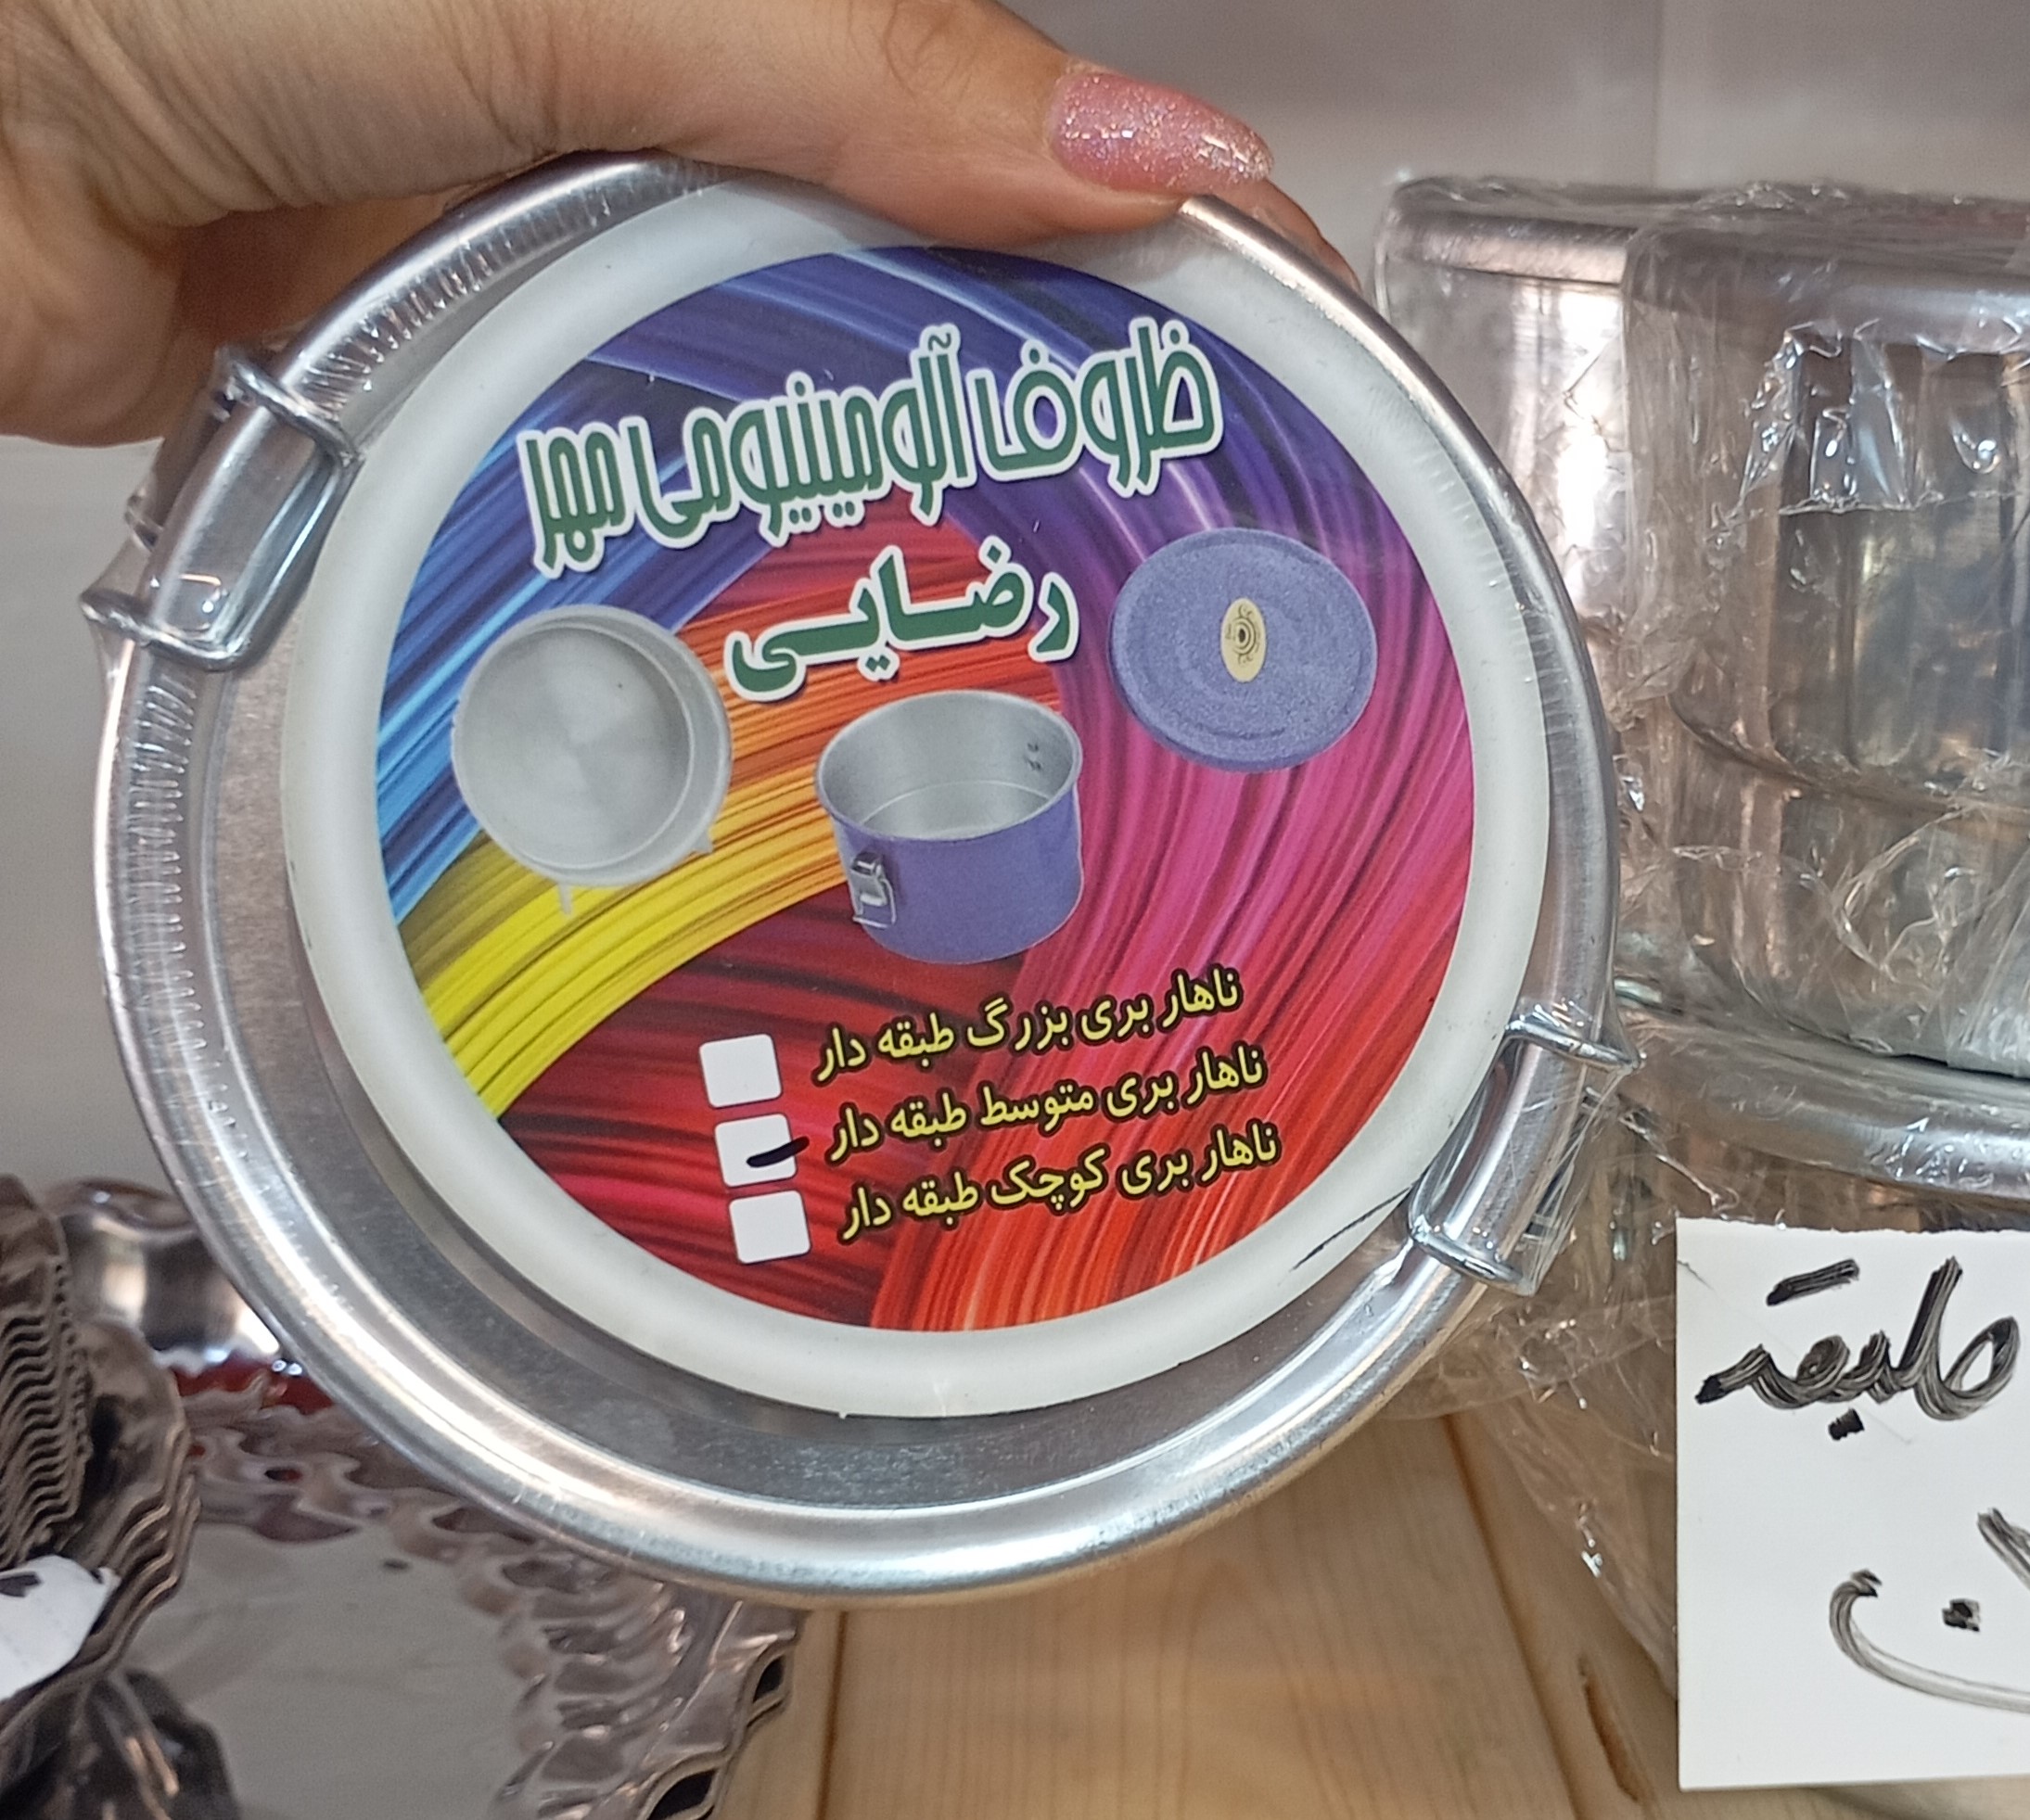 ظروف آلومینیومی مهر
رضایی
ناهار بری بزرگ طبقه دار
ناهار بری متوسط طبقه دار
ناهار بری کوچک طبقه دار
طبقه